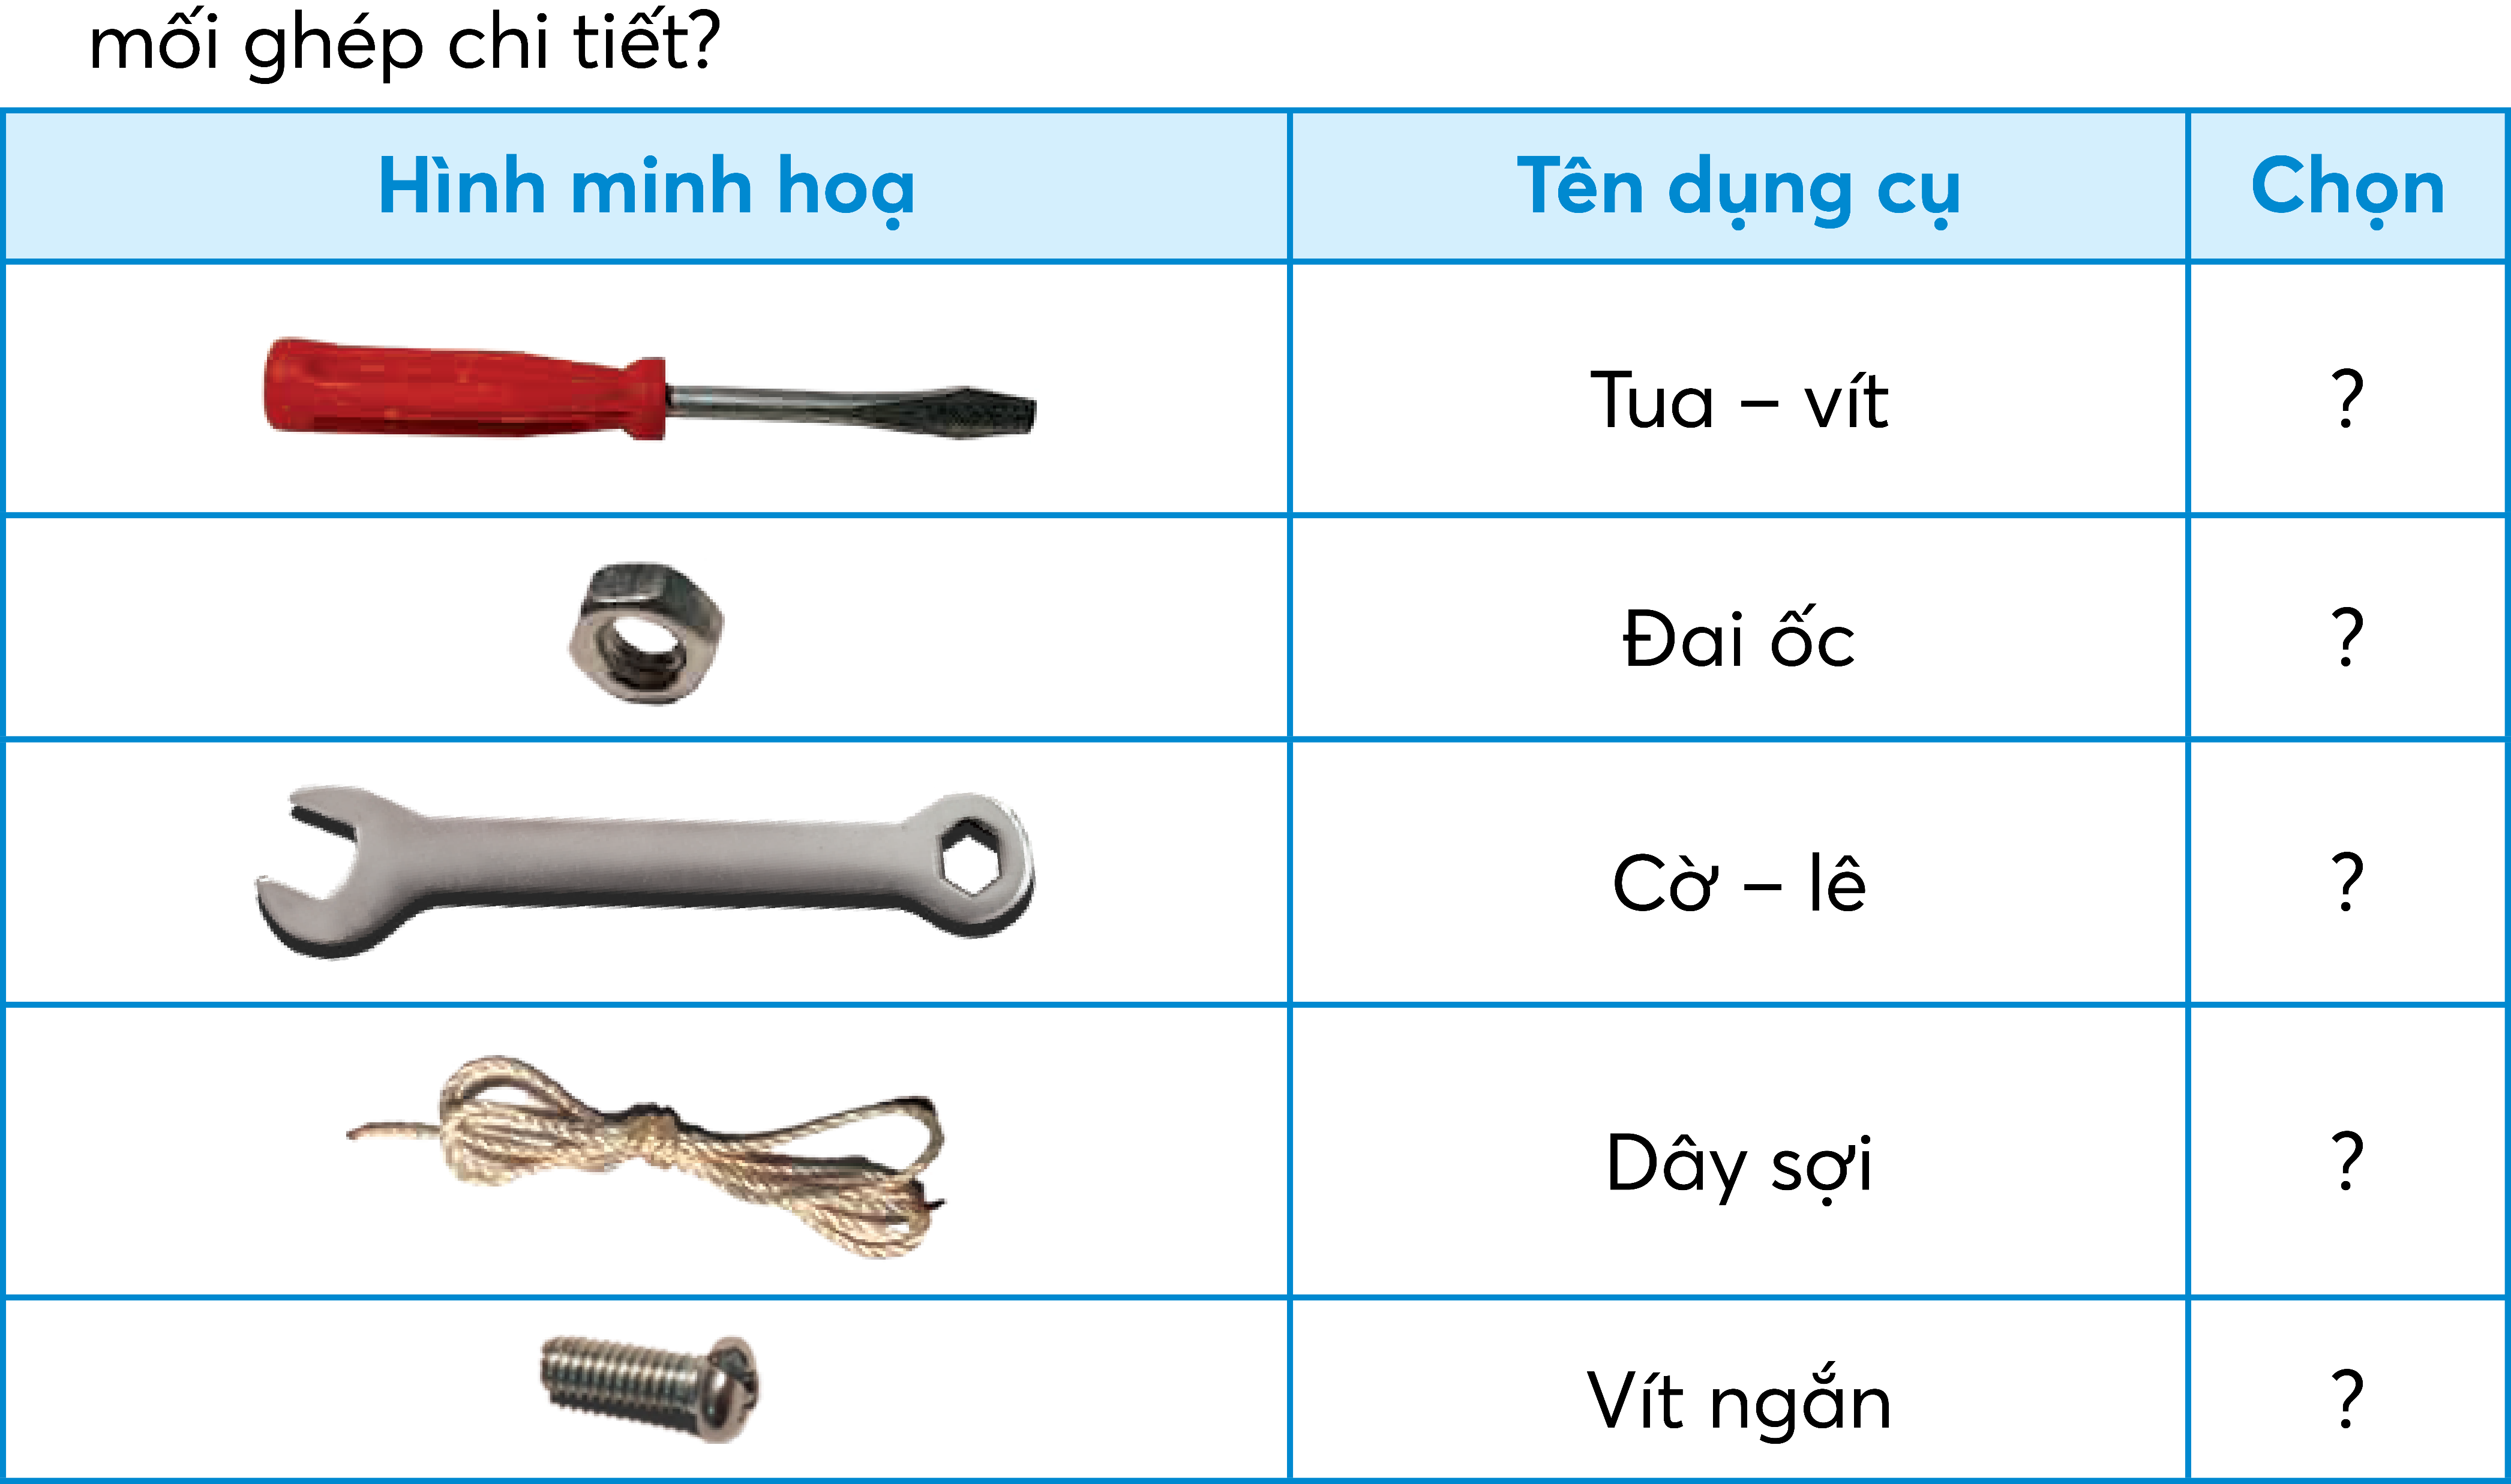 mối ghép chi tiết?
Hình minh hoạ Tên dụng cụ Chọn
Tua – vít ?
Đai ốc ?
Cờ – lê ?
Dây sợi ?
Vít ngắn ?